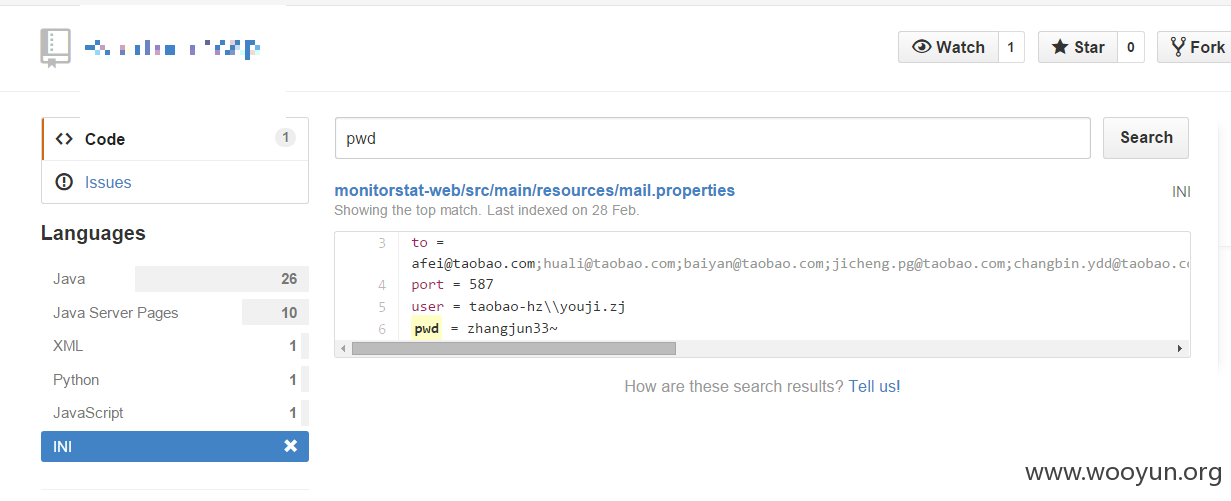 Watch 1 Star 0 Fork
Code 1
pwd
Search
Issues
monitorstat-web/src/main/resources/mail.properties
INI
Showing the top match. Last indexed on 28 Feb.
Languages
3 to =
afei@taobao.com;huali@taobao.com;baiyan@taobao.com;jicheng.pg@taobao.com;changbin.ydd@taobao.c
4 port = 587
5 user = taobao-hz\\youji.zj
6 pwd = zhangjun33~
Java 26
Java Server Pages 10
XML 1
Python 1
JavaScript 1
INI
How are these search results? Tell us!
www.wooyun.org